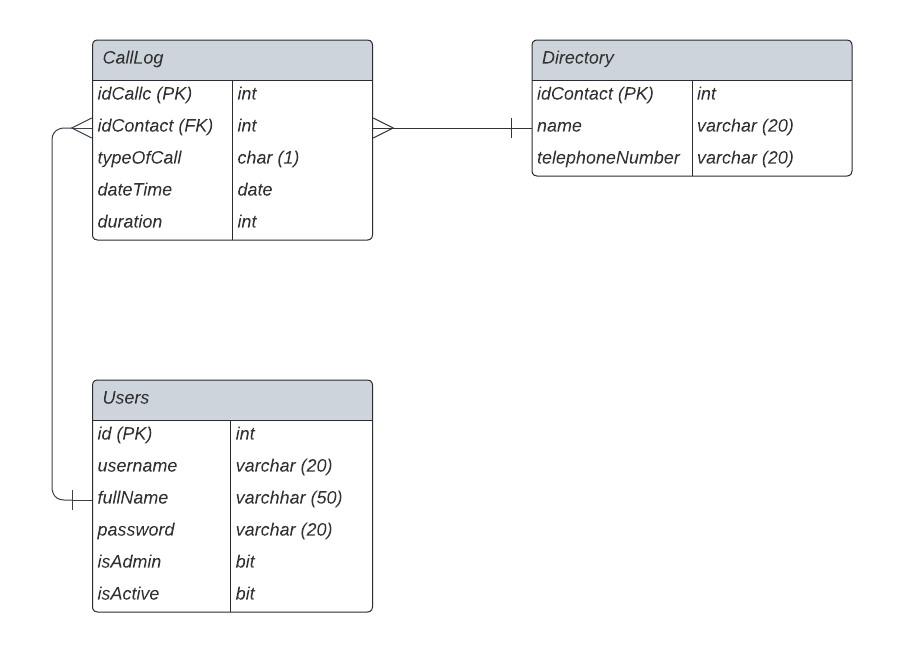 CallLog
idCallc (PK) int
idContact (FK) int
typeOfCall char (1)
dateTime date
duration int
Directory
idContact (PK) int
name varchar (20)
telephoneNumber varchar (20)
Users
id (PK) int
username varchar (20)
fullName varchhar (50)
password varchar (20)
isAdmin bit
isActive bit